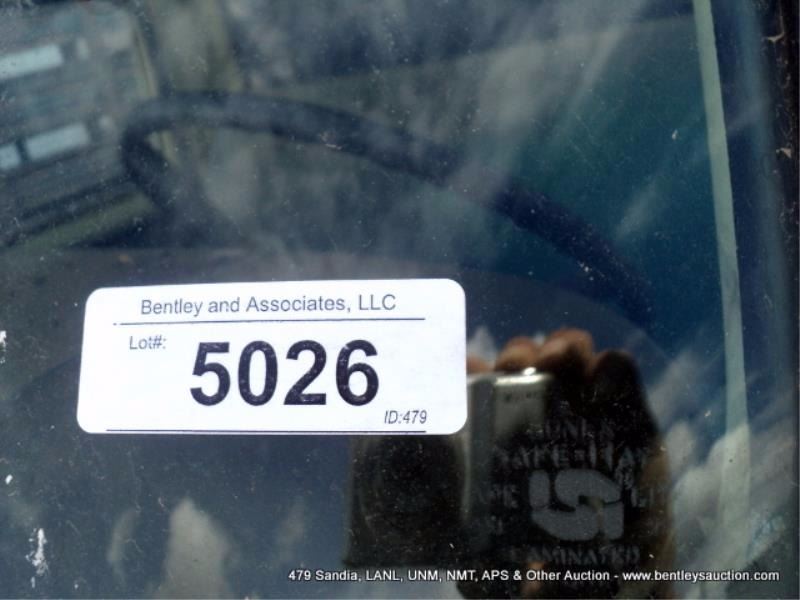 Bentley and Associates, LLC
Lot#:
5026
ID:479
LAMINATED
479 Sandia, LANL, UNM, NMT, APS & Other Auction - www.bentleysauction.com